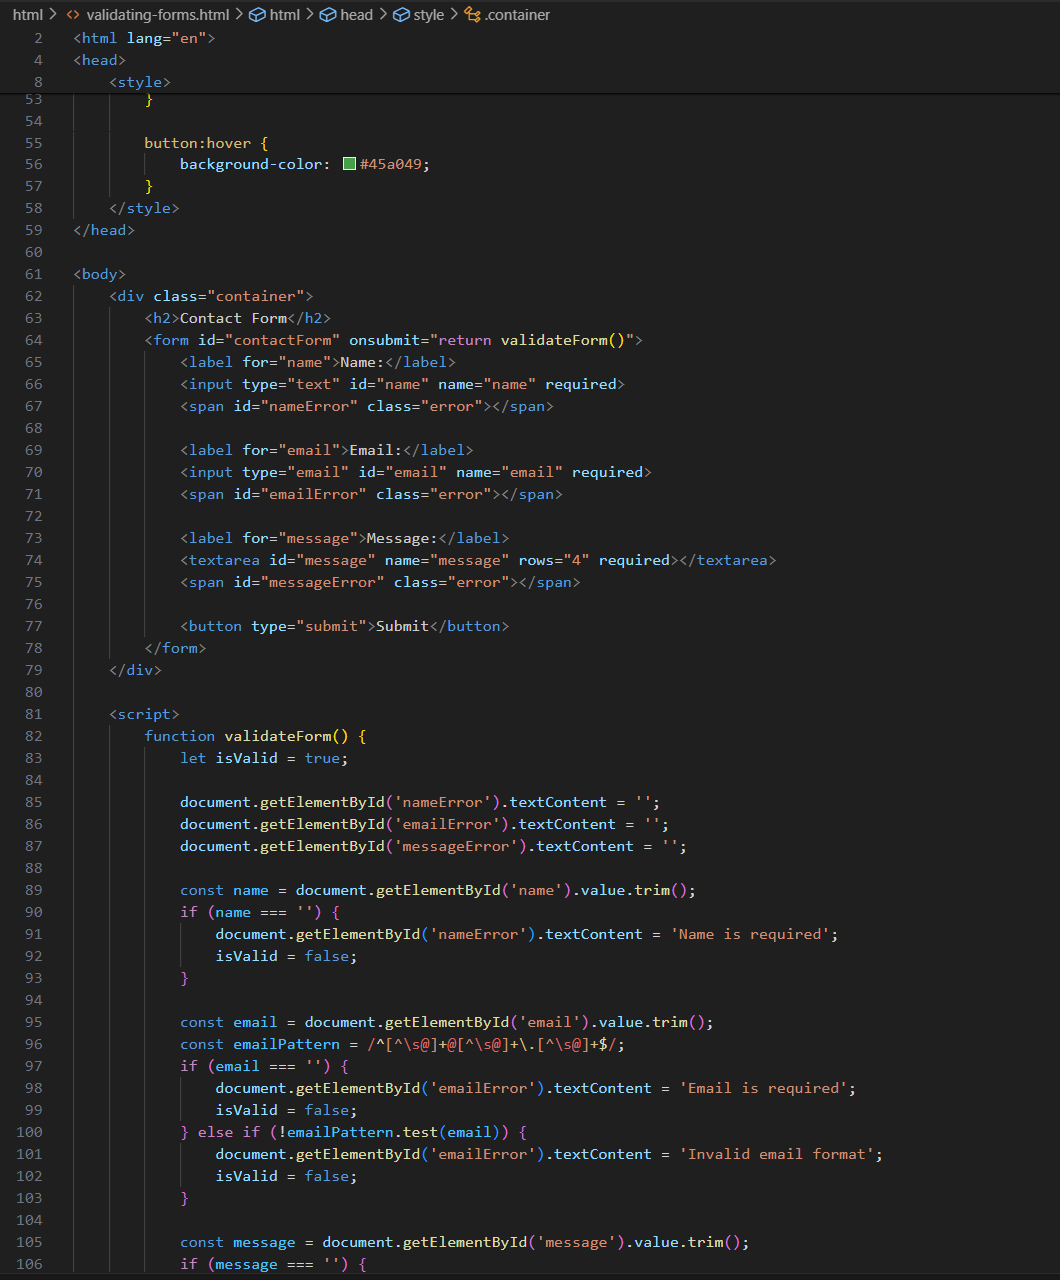 html > validating-forms.html > html > head > style > .container
2 <html lang="en">
4 <head>
8 <style>
53 }
54
55 button:hover {
56 background-color: #45a049;
57 }
58 </style>
59 </head>
60
61 <body>
62 <div class="container">
63 <h2>Contact Form</h2>
64 <form id="contactForm" onsubmit="return validateForm()">
65 <label for="name">Name:</label>
66 <input type="text" id="name" name="name" required>
67 <span id="nameError" class="error"></span>
68
69 <label for="email">Email:</label>
70 <input type="email" id="email" name="email" required>
71 <span id="emailError" class="error"></span>
72
73 <label for="message">Message:</label>
74 <textarea id="message" name="message" rows="4" required></textarea>
75 <span id="messageError" class="error"></span>
76
77 <button type="submit">Submit</button>
78 </form>
79 </div>
80
81 <script>
82 function validateForm() {
83 let isValid = true;
84
85 document.getElementById('nameError').textContent = '';
86 document.getElementById('emailError').textContent = '';
87 document.getElementById('messageError').textContent = '';
88
89 const name = document.getElementById('name').value.trim();
90 if (name === '') {
91 document.getElementById('nameError').textContent = 'Name is required';
92 isValid = false;
93 }
94
95 const email = document.getElementById('email').value.trim();
96 const emailPattern = /^[^\s@]+@[^\s@]+\.[^\s@]+$/;
97 if (email === '') {
98 document.getElementById('emailError').textContent = 'Email is required';
99 isValid = false;
100 } else if (!emailPattern.test(email)) {
101 document.getElementById('emailError').textContent = 'Invalid email format';
102 isValid = false;
103 }
104
105 const message = document.getElementById('message').value.trim();
106 if (message === '') {